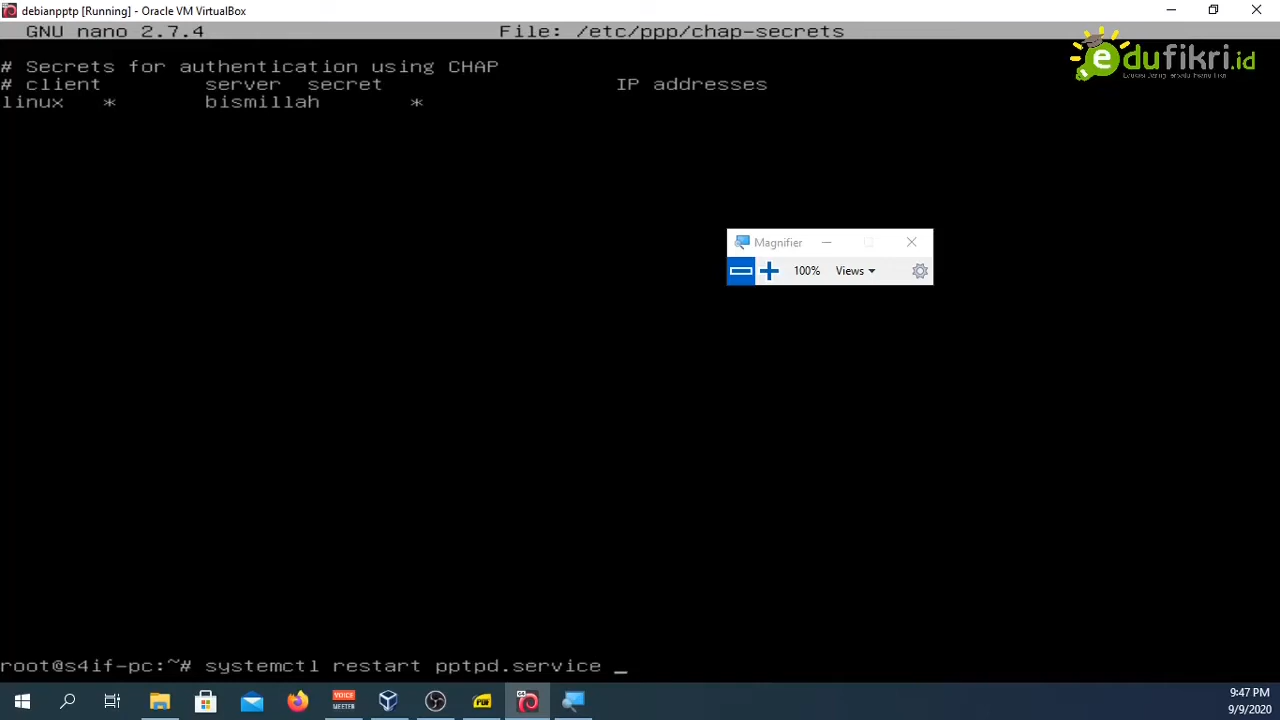 debianpptp [Running] - Oracle VM VirtualBox
GNU nano 2.7.4 File: /etc/ppp/chap-secrets
edufikri.id
# Secrets for authentication using CHAP
# client server secret IP addresses
linux * bismillah *
Magnifier
100% Views
root@s4if-pc:~# systemctl restart pptpd.service _
VOICE
MEETER
9:47 PM
9/9/2020